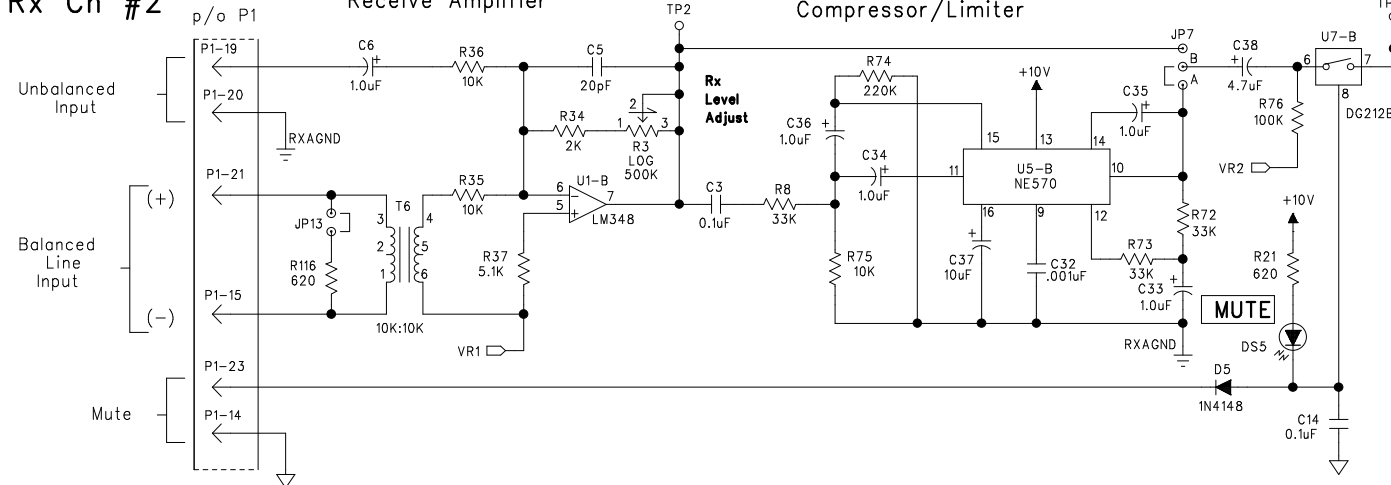 Rx Ch #2
p/o P1
Receive Amplifier
TP2
Compressor/Limiter
Unbalanced
Input
P1-19
P1-20
RXAGND
C6
+
1.0uF
R36
10K
C5
20pF
R34
2K
1
2
3
R3
LOG
500K
Rx
Level
Adjust
Balanced
Line
Input
(+)
(-)
P1-21
P1-15
JP13
R116
620
T6
3
2
1
4
5
6
10K:10K
R35
10K
R37
5.1K
VR1
6
5
-
+
7
U1-B
LM348
C3
0.1uF
R8
33K
R74
220K
C36
+
1.0uF
C34
+
1.0uF
R75
10K
+10V
15
13
14
11
U5-B
NE570
10
16
9
12
C35
+
1.0uF
C37
+
10uF
C32
.001uF
R73
33K
R72
33K
C33
+
1.0uF
RXAGND
JP7
B
A
C38
+
4.7uF
R76
100K
VR2
U7-B
6
7
8
DG212B
+10V
R21
620
MUTE
DS5
D5
1N4148
C14
0.1uF
Mute
P1-23
P1-14